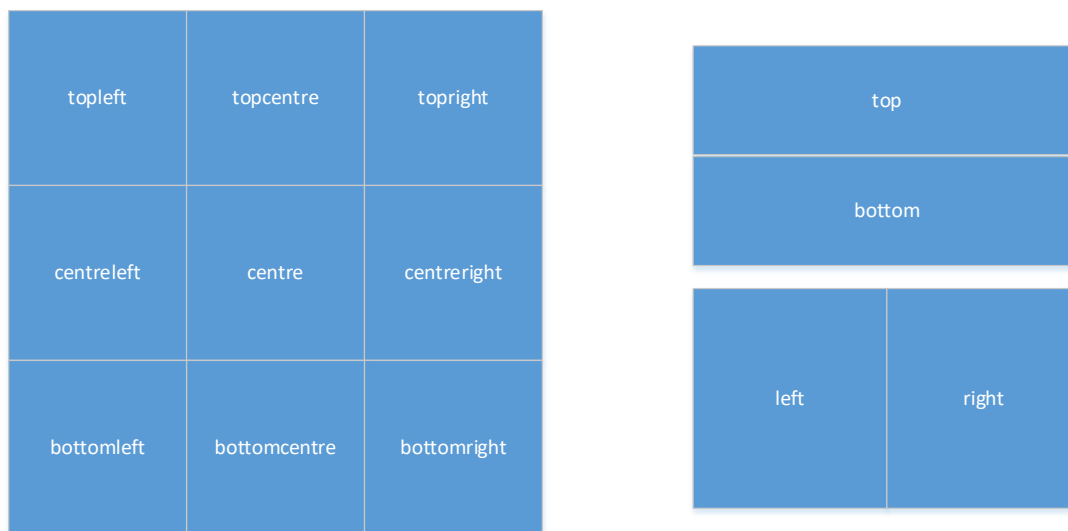 topleft
topcentre
topright
centreleft
centre
centreright
bottomleft
bottomcentre
bottomright
top
bottom
left
right